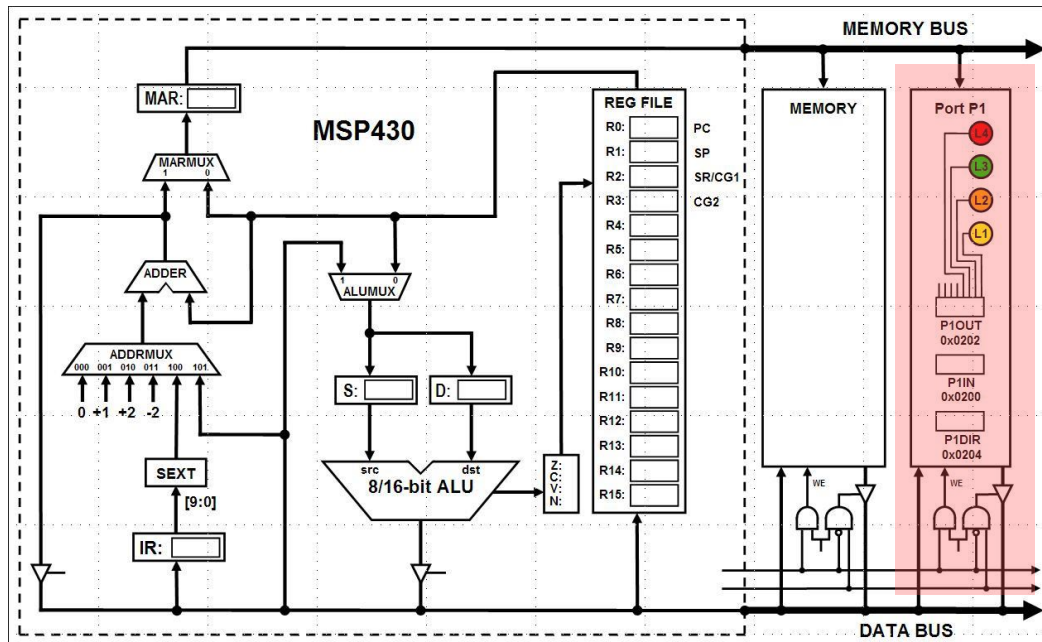 MEMORY BUS
MAR:
REG FILE
MEMORY
Port P1
MSP430
R0: PC
R1: SP
R2: SR/CG1
R3: CG2
R4:
R5:
R6:
R7:
R8:
R9:
R10:
R11:
R12:
R13:
R14:
R15:
L4
L3
L2
L1
MARMUX
1 0
ADDER
1 0
ALUMUX
ADDRMUX
000 001 010 011 100 101
0 +1 +2 -2
S: D:
P1OUT
0x0202
P1IN
0x0200
P1DIR
0x0204
SEXT
[9:0]
IR:
src dst
8/16-bit ALU
Z:
C:
V:
N:
WE
WE
DATA BUS